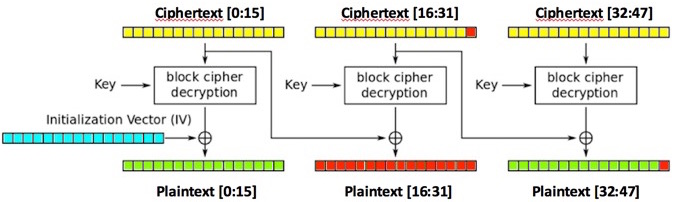 Ciphertext [0:15] Ciphertext [16:31] Ciphertext [32:47]
Key block cipher decryption Key block cipher decryption Key block cipher decryption
Initialization Vector (IV)
Plaintext [0:15] Plaintext [16:31] Plaintext [32:47]